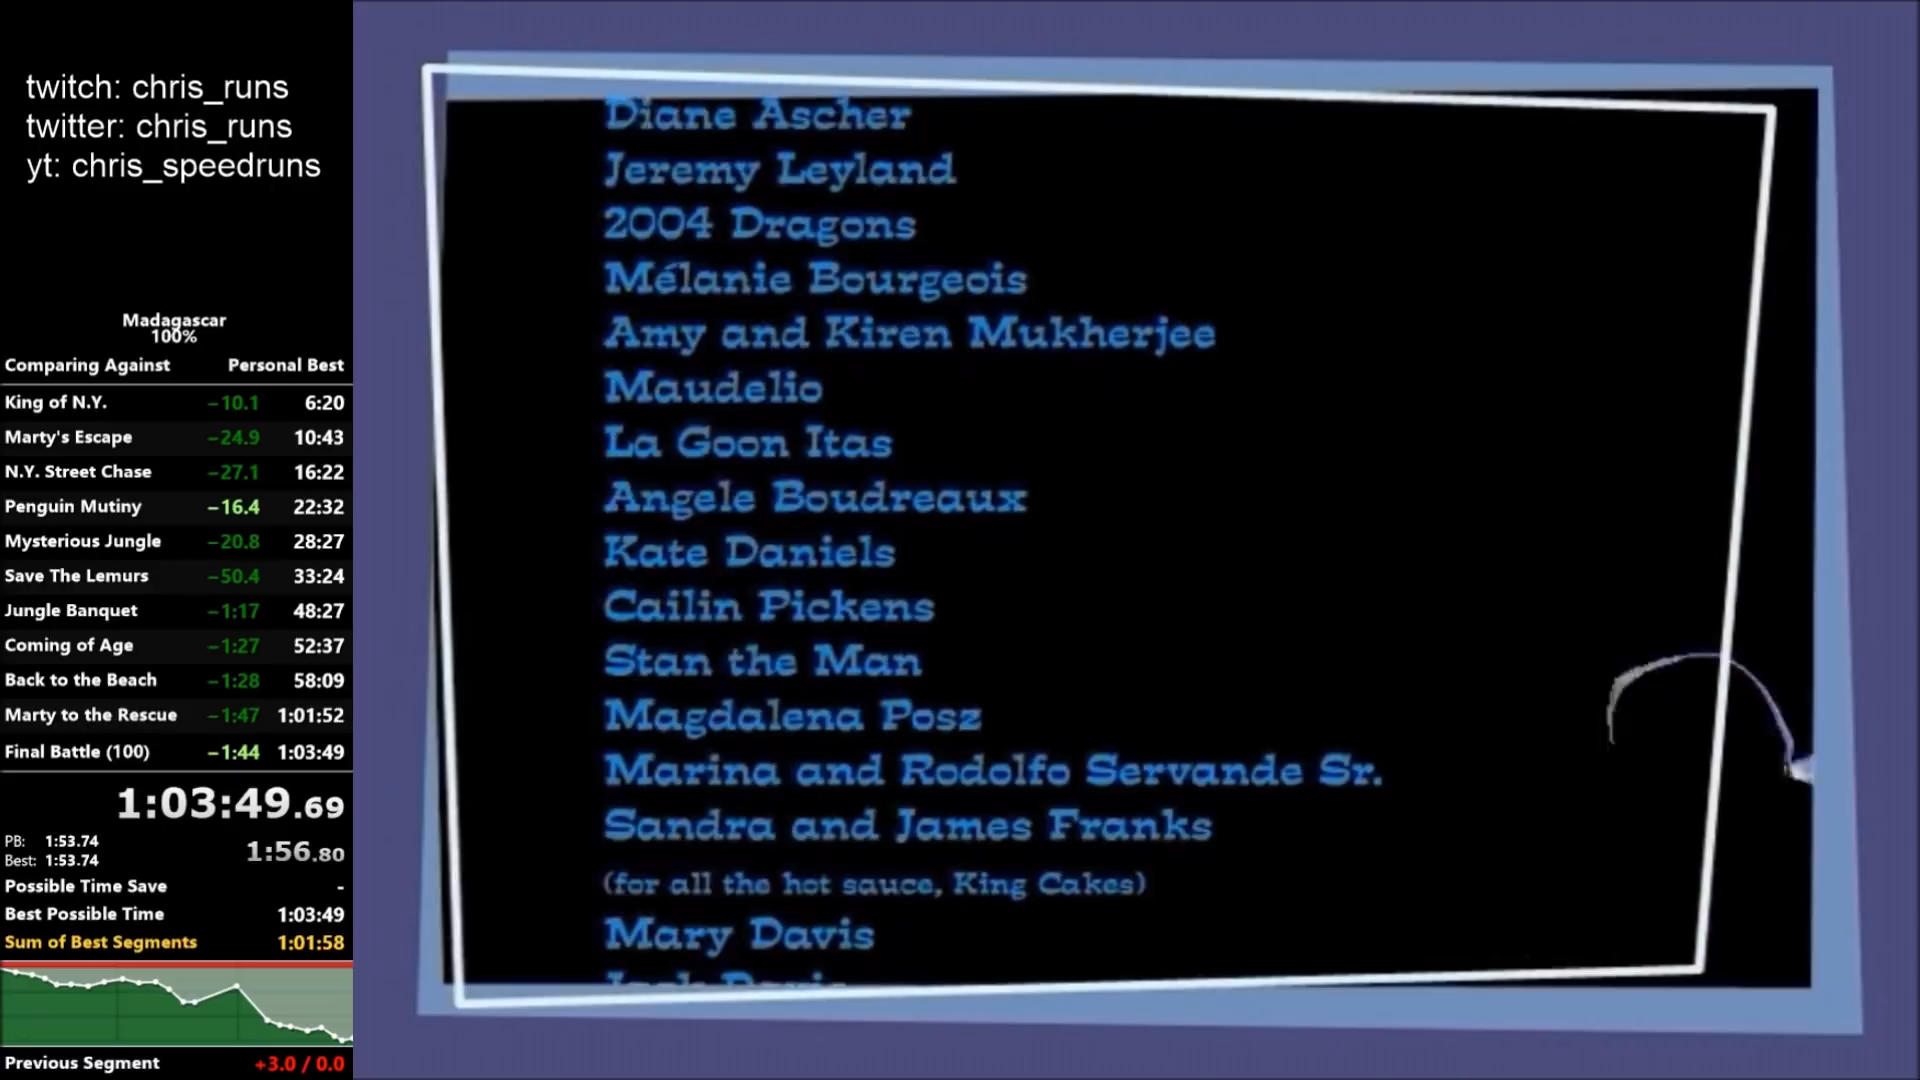 twitch: chris_runs
twitter: chris_runs
yt: chris_speedruns
Madagascar
100%
Comparing Against Personal Best
King of N.Y. −10.1 6:20
Marty's Escape −24.9 10:43
N.Y. Street Chase −27.1 16:22
Penguin Mutiny −16.4 22:32
Mysterious Jungle −20.8 28:27
Save The Lemurs −50.4 33:24
Jungle Banquet −1:17 48:27
Coming of Age −1:27 52:37
Back to the Beach −1:28 58:09
Marty to the Rescue −1:47 1:01:52
Final Battle (100) −1:44 1:03:49
1:03:49.69
PB: 1:53.74
Best: 1:53.74
1:56.80
Possible Time Save -
Best Possible Time 1:03:49
Sum of Best Segments 1:01:58
Previous Segment +3.0 / 0.0
Diane Ascher
Jeremy Leyland
2004 Dragons
Mélanie Bourgeois
Amy and Kiren Mukherjee
Maudelio
La Goon Itas
Angele Boudreaux
Kate Daniels
Cailin Pickens
Stan the Man
Magdalena Posz
Marina and Rodolfo Servande Sr.
Sandra and James Franks
(for all the hot sauce, King Cakes)
Mary Davis